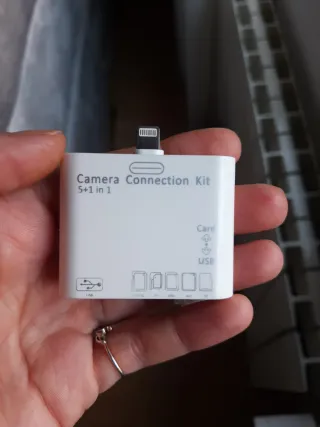 Camera Connection Kit
5+1 in 1
Card
USB